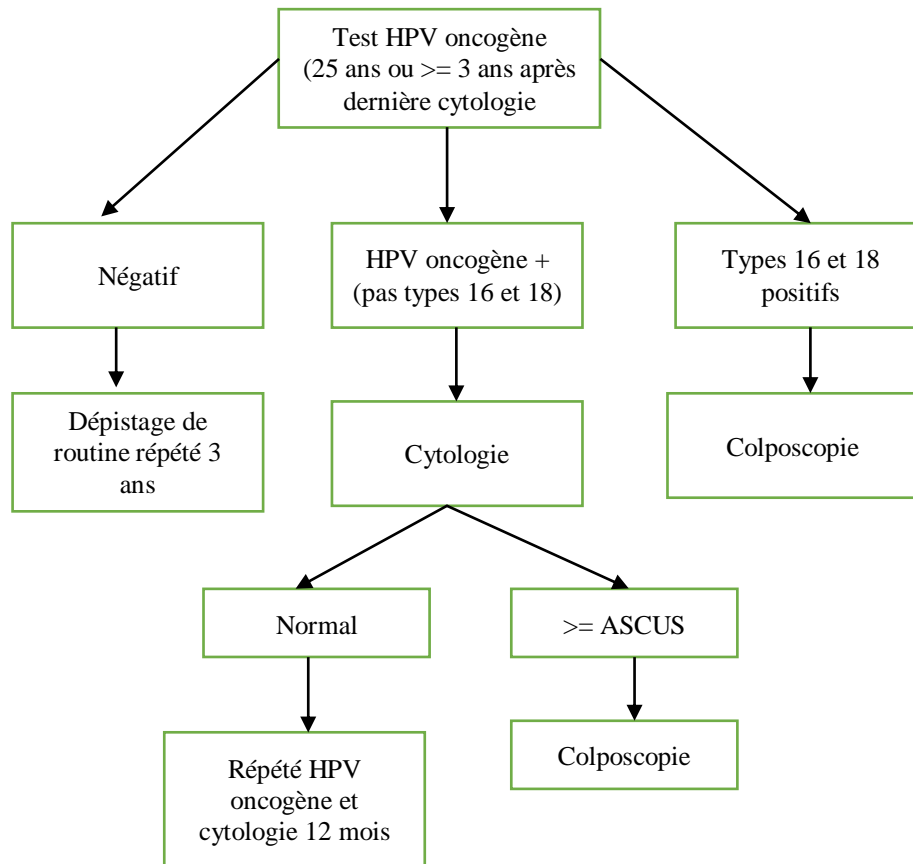 Test HPV oncogène
(25 ans ou >= 3 ans après
dernière cytologie
Négatif
HPV oncogène +
(pas types 16 et 18)
Types 16 et 18
positifs
Dépistage de
routine répété 3
ans
Cytologie
Colposcopie
Normal
>= ASCUS
Répété HPV
oncogène et
cytologie 12 mois
Colposcopie